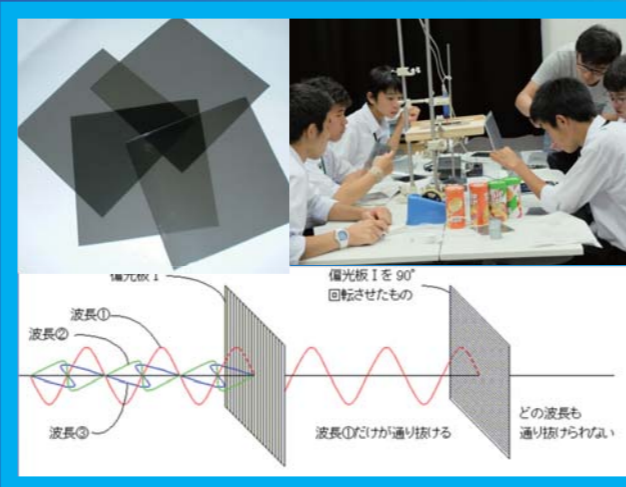 偏光板Ⅰ
偏光板Ⅰを90°
回転させたもの
波長①
波長②
波長③
波長①だけが通り抜ける
どの波長も
通り抜けられない